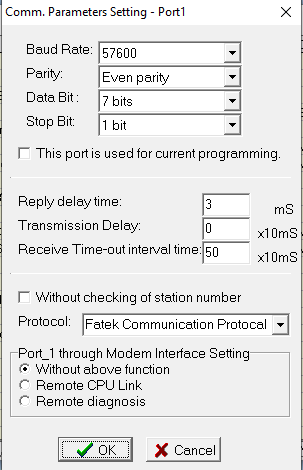 Comm. Parameters Setting - Port1
Baud Rate: 57600
Parity: Even parity
Data Bit : 7 bits
Stop Bit: 1 bit
This port is used for current programming.
Reply delay time: 3 mS
Transmission Delay: 0 x10mS
Receive Time-out interval time: 50 x10mS
Without checking of station number
Protocol: Fatek Communication Protocal
Port_1 through Modem Interface Setting
Without above function
Remote CPU Link
Remote diagnosis
OK Cancel